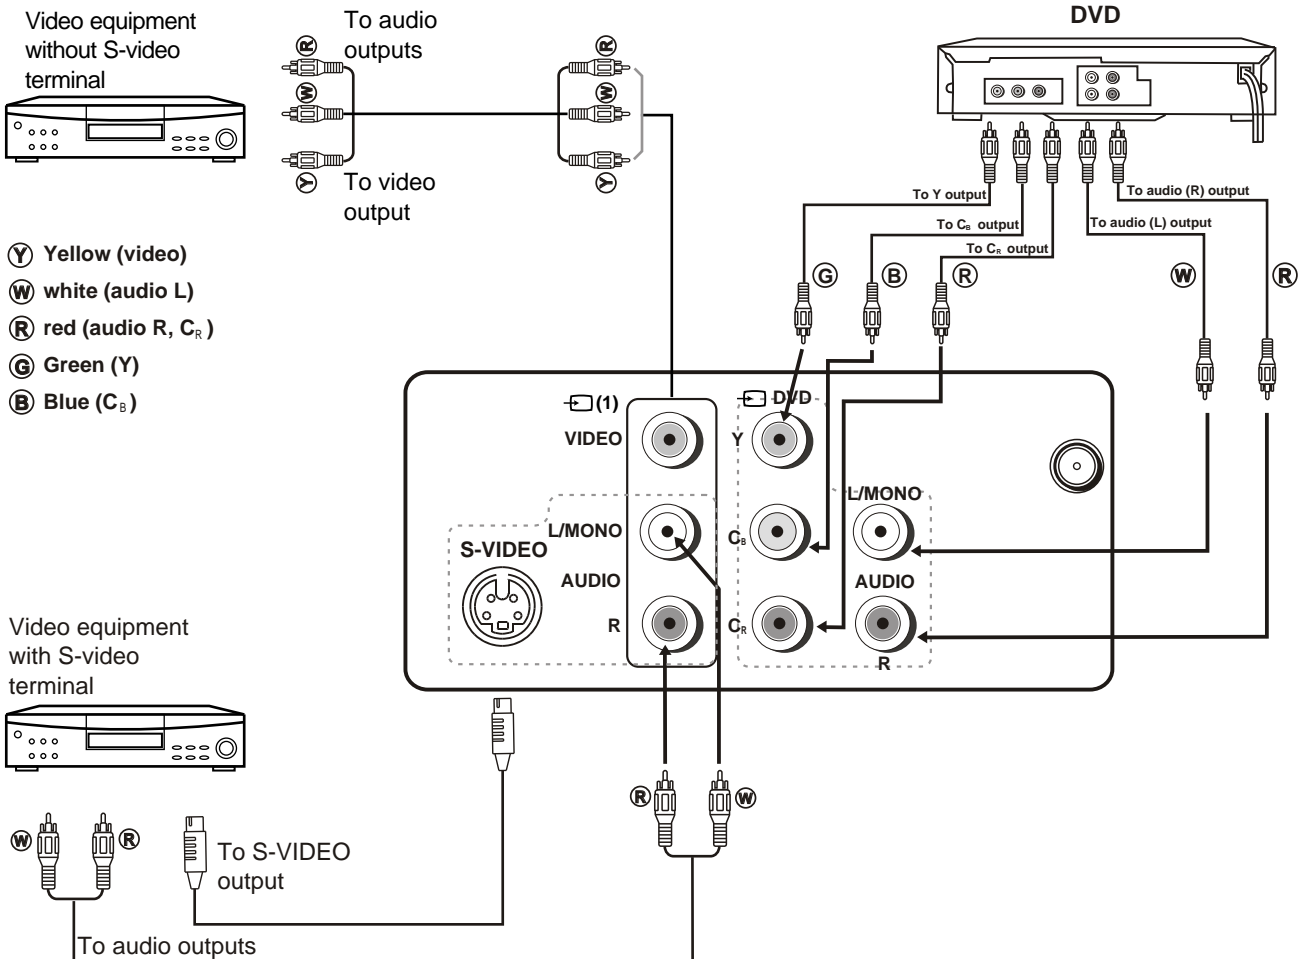 Video equipment
without S-video
terminal
To audio
outputs
R
W
Y
To video
output
R
W
Y
DVD
To Y output
To CB output
To CR output
To audio (R) output
To audio (L) output
G
B
R
W
R
Y Yellow (video)
W white (audio L)
R red (audio R, CR)
G Green (Y)
B Blue (CB)
(1)
VIDEO
L/MONO
S-VIDEO
AUDIO
R
DVD
Y
CB
CR
L/MONO
AUDIO
R
Video equipment
with S-video
terminal
W
R
To S-VIDEO
output
To audio outputs
R
W